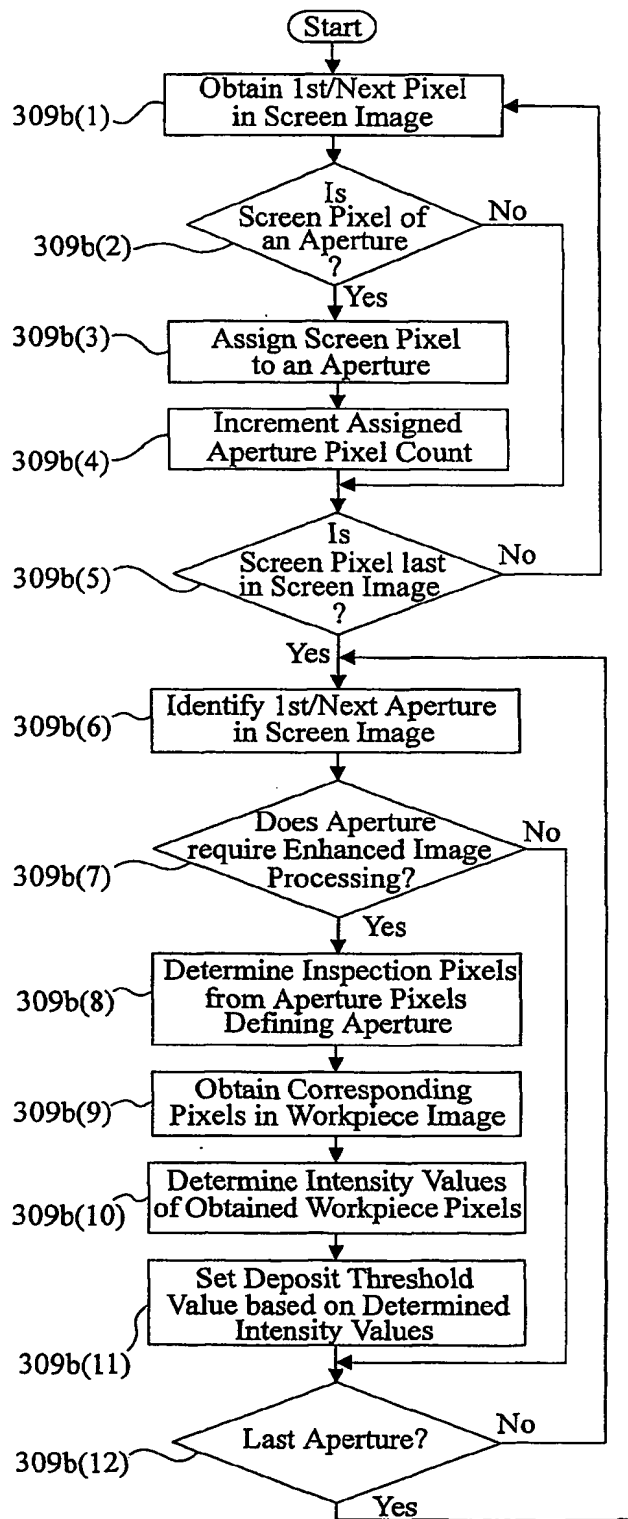 Start
Obtain 1st/Next Pixel
in Screen Image
309b(1)
Is
Screen Pixel of
an Aperture
?
No
309b(2)
Yes
309b(3)
Assign Screen Pixel
to an Aperture
Increment Assigned
Aperture Pixel Count
309b(4)
Is
Screen Pixel last
in Screen Image
?
No
309b(5)
Yes
Identify 1st/Next Aperture
in Screen Image
309b(6)
Does Aperture
require Enhanced Image
Processing?
No
309b(7)
Yes
Determine Inspection Pixels
from Aperture Pixels
Defining Aperture
309b(8)
Obtain Corresponding
Pixels in Workpiece Image
309b(9)
Determine Intensity Values
of Obtained Workpiece Pixels
309b(10)
Set Deposit Threshold
Value based on Determined
Intensity Values
309b(11)
Last Aperture?
No
309b(12)
Yes